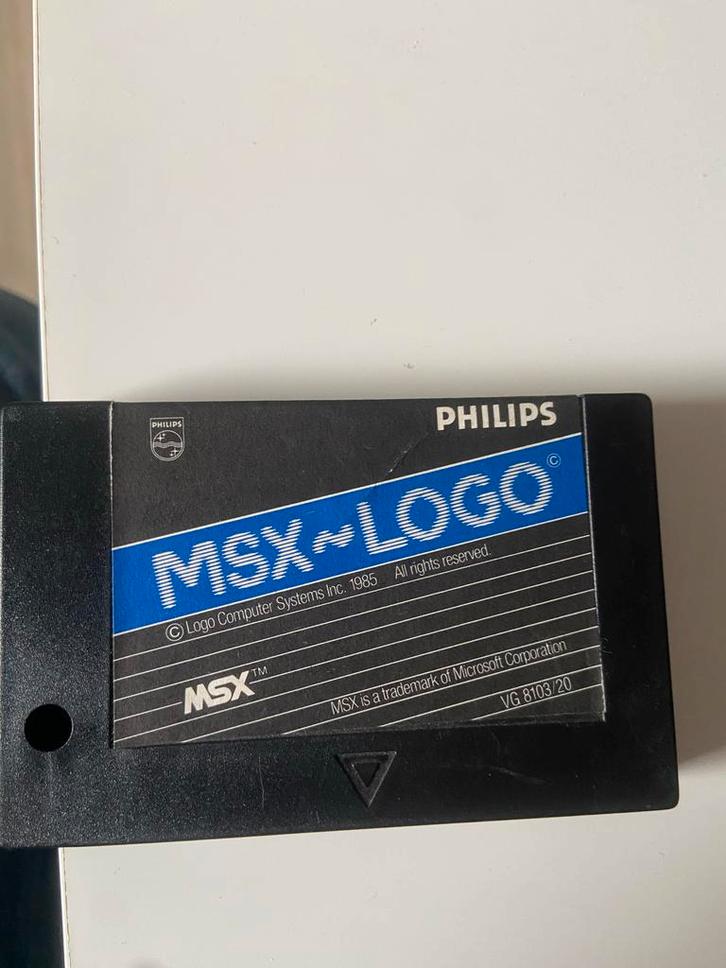 PHILIPS
PHILIPS
MSX~LOGO©
© Logo Computer Systems Inc. 1985 All rights reserved.
MSX™
MSX is a trademark of Microsoft Corporation
VG 8103/20